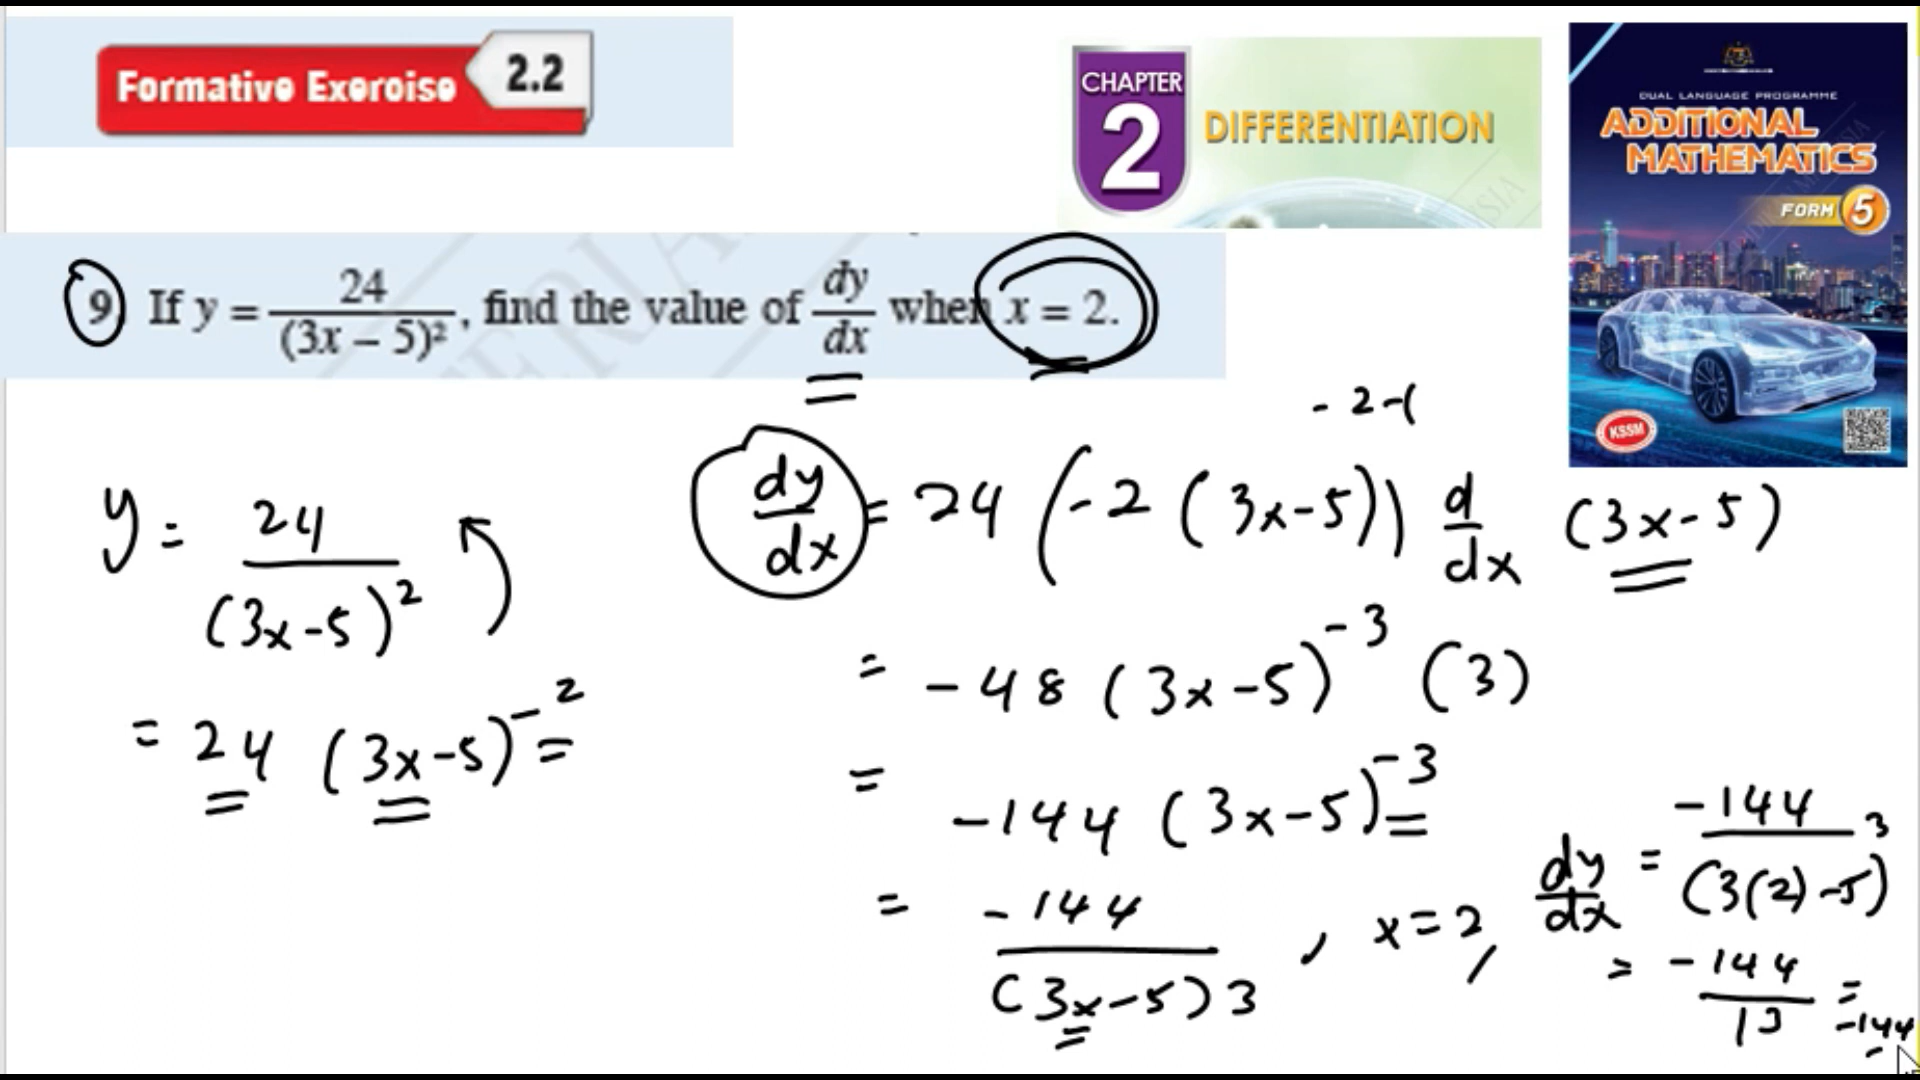 Formative Exercise 2.2
CHAPTER 2
DIFFERENTIATION
DUAL LANGUAGE PROGRAMME
ADDITIONAL
MATHEMATICS
FORM 5
KSSM
9. If y = 24/(3x – 5)², find the value of dy/dx when x = 2.
y = 24/(3x-5)²
= 24 (3x-5)⁻²
-2-1
dy/dx = 24 (-2 (3x-5)) d/dx (3x-5)
= -48 (3x-5)⁻³ (3)
= -144 (3x-5)⁻³
= -144/(3x-5)3 , x=2, dy/dx = -144/(3(2)-5)³
= -144/1³ = -144